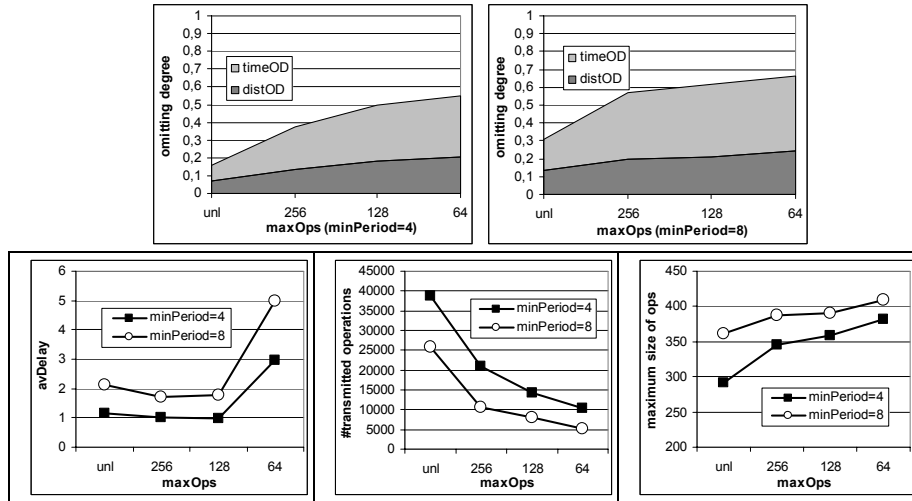 1
0,9
0,8
0,7
0,6
0,5
0,4
0,3
0,2
0,1
0
omitting degree
timeOD
distOD
unl 256 128 64
maxOps (minPeriod=4)
1
0,9
0,8
0,7
0,6
0,5
0,4
0,3
0,2
0,1
0
omitting degree
timeOD
distOD
unl 256 128 64
maxOps (minPeriod=8)
6
5
4
3
2
1
0
avDelay
minPeriod=4
minPeriod=8
unl 256 128 64
maxOps
45000
40000
35000
30000
25000
20000
15000
10000
5000
0
#transmitted operations
minPeriod=4
minPeriod=8
unl 256 128 64
maxOps
450
400
350
300
250
200
maximum size of ops
minPeriod=4
minPeriod=8
unl 256 128 64
maxOps